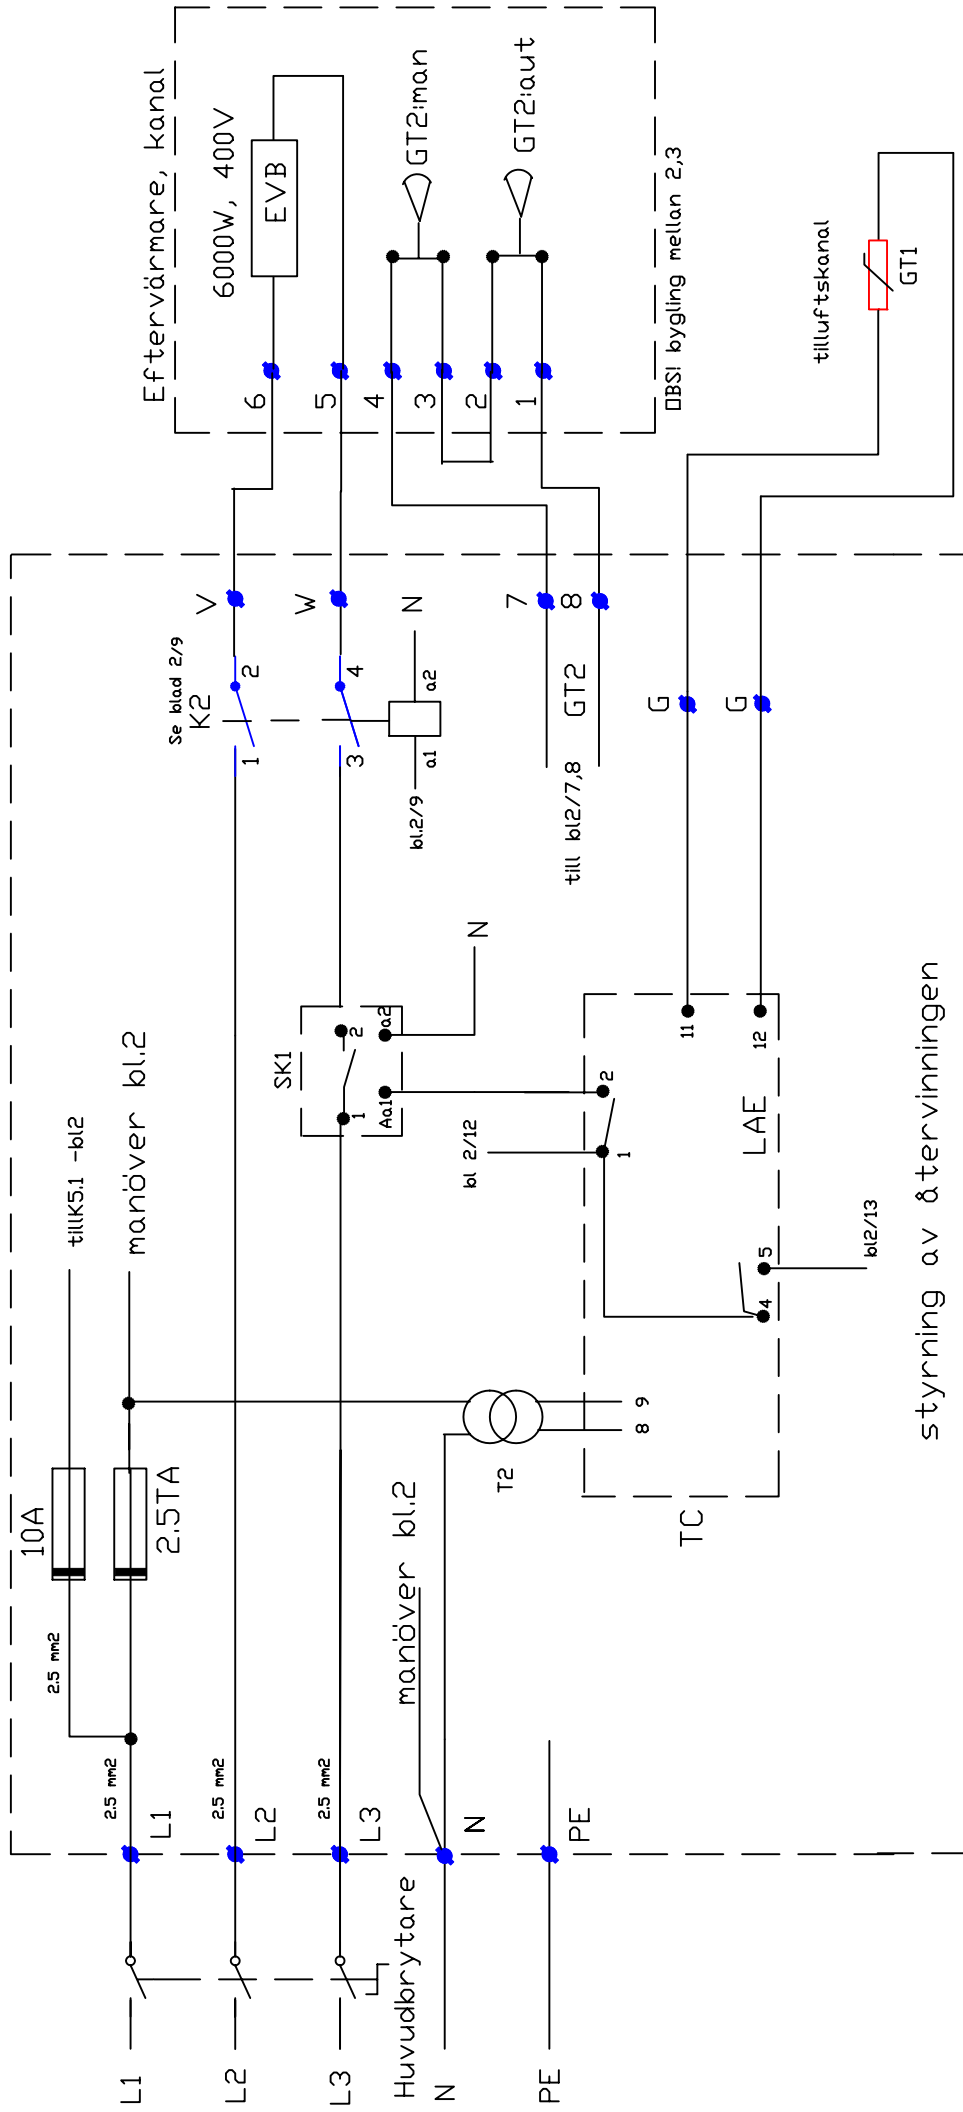 Eftervärmare, kanal
6000W, 400V
EVB
GT2:man
GT2:aut
6
5
4
3
2
1
OBS! bygling mellan 2,3
tilluftskanal
GT1
Se blad 2/9
K2
V
W
1
2
3
4
N
a1
a2
bl.2/9
7
8
GT2
till bl2/7,8
G
G
tillK5.1 -bl2
manöver bl.2
SK1
1
2
Aa1
a2
N
bl 2/12
1
2
11
12
LAE
4
5
bl2/13
styrning av återvinningen
10A
2.5TA
2.5 mm2
T2
8
9
TC
manöver bl.2
2.5 mm2
2.5 mm2
2.5 mm2
L1
L2
L3
N
PE
Huvudbrytare
L1
L2
L3
N
PE